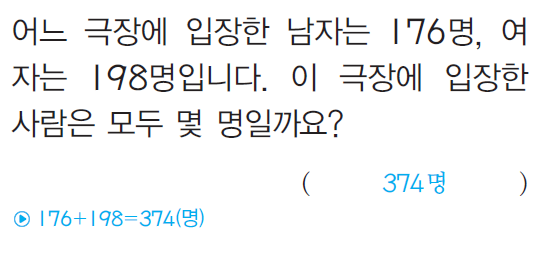 어느 극장에 입장한 남자는 176명, 여
자는 198명입니다. 이 극장에 입장한
사람은 모두 몇 명일까요?
( 374명 )
▶ 176+198=374(명)